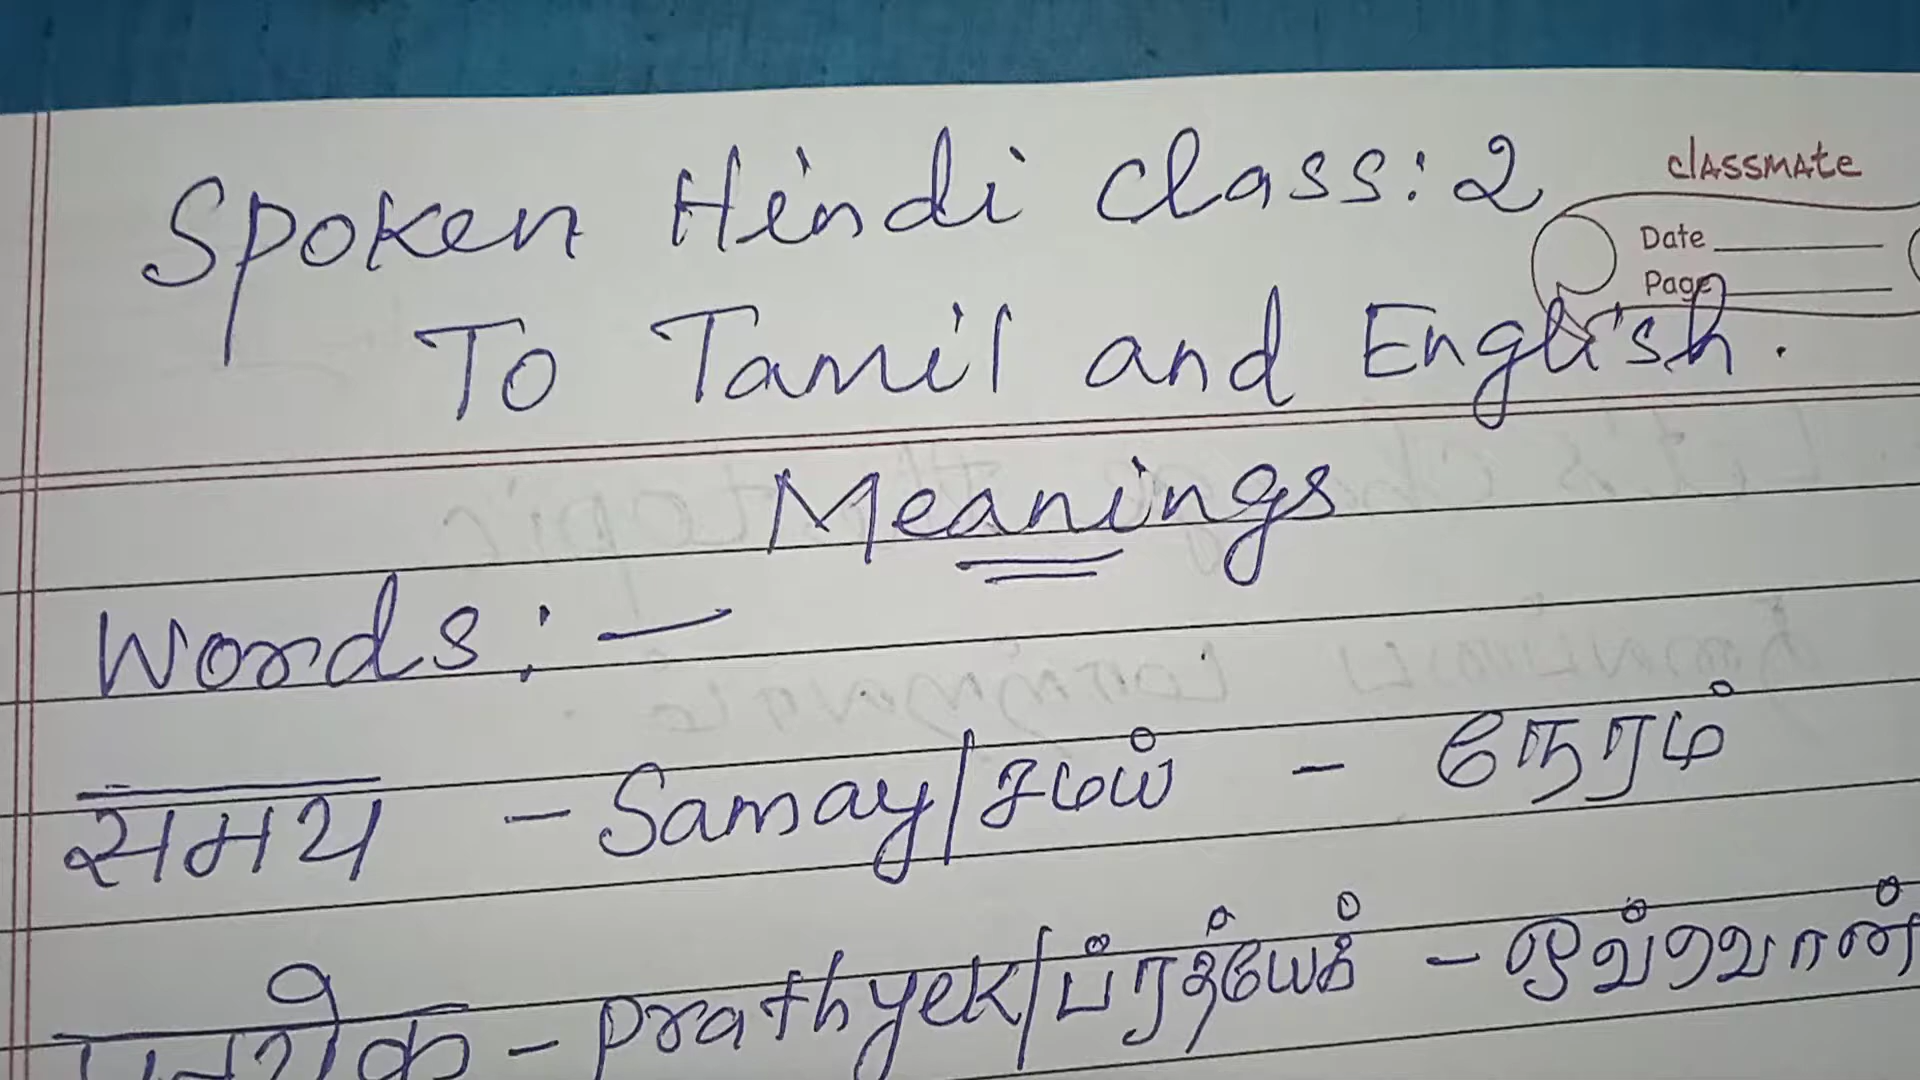 Spoken Hindi class: 2
classmate
Date
Page
To Tamil and English.
Meanings
Words: –
समय – Samay/சமய் – நேரம்
प्रत्येक – prathyek/ப்ரத்யேக் – ஒவ்வொன்